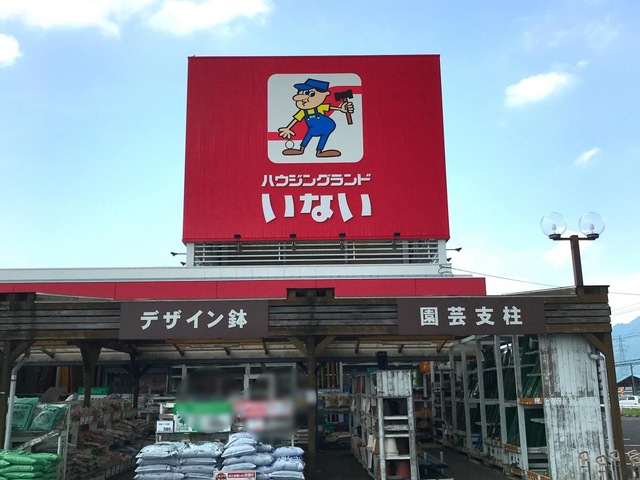 ハウジングランド
いない
デザイン鉢
園芸支柱